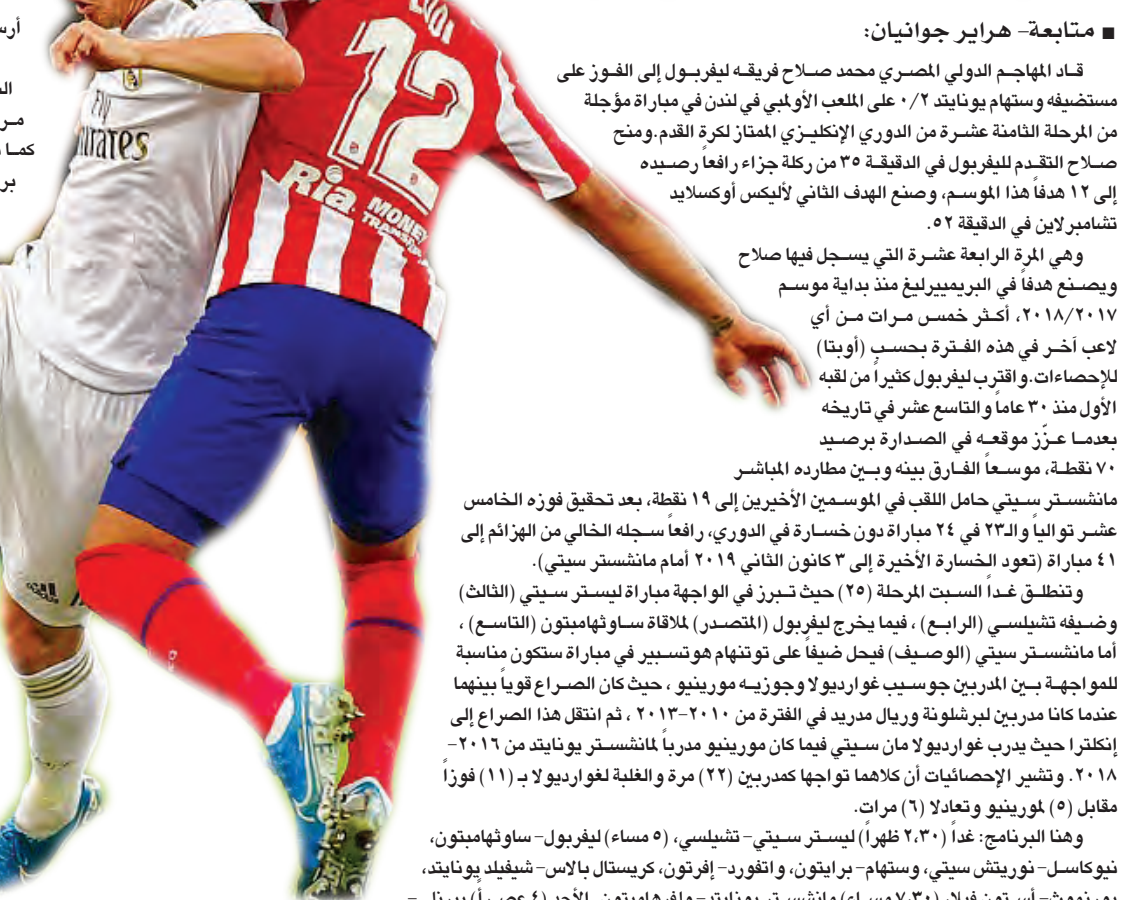 ■ متابعة- هراير جوانيان:
قاد المهاجم الدولي المصري محمد صلاح فريقه ليفربول إلى الفوز على
مستضيفه وستهام يونايتد ٠/٢ على الملعب الأولمبي في لندن في مباراة مؤجلة
من المرحلة الثامنة عشرة من الدوري الإنكليزي الممتاز لكرة القدم.ومنح
صلاح التقدم لليفربول في الدقيقة ٣٥ من ركلة جزاء رافعاً رصيده
إلى ١٢ هدفاً هذا الموسم، وصنع الهدف الثاني لأليكس أوكسلايد
تشامبرلاين في الدقيقة ٥٢.
وهي المرة الرابعة عشرة التي يسجل فيها صلاح
ويصنع هدفاً في البريمييرليغ منذ بداية موسم
٢٠١٨/٢٠١٧، أكثر خمس مرات من أي
لاعب آخر في هذه الفترة بحسب (أوبتا)
للإحصاءات.واقترب ليفربول كثيراً من لقبه
الأول منذ ٣٠ عاماً والتاسع عشر في تاريخه
بعدما عزّز موقعه في الصدارة برصيد
٧٠ نقطة، موسعاً الفارق بينه وبين مطارده المباشر
مانشستر سيتي حامل اللقب في الموسمين الأخيرين إلى ١٩ نقطة، بعد تحقيق فوزه الخامس
عشر توالياً والـ٢٣ في ٢٤ مباراة دون خسارة في الدوري، رافعاً سجله الخالي من الهزائم إلى
٤١ مباراة (تعود الخسارة الأخيرة إلى ٣ كانون الثاني ٢٠١٩ أمام مانشستر سيتي).
وتنطلق غداً السبت المرحلة (٢٥) حيث تبرز في الواجهة مباراة ليستر سيتي (الثالث)
وضيفه تشيلسي (الرابع) ، فيما يخرج ليفربول (المتصدر) لملاقاة ساوثهامبتون (التاسع) ،
أما مانشستر سيتي (الوصيف) فيحل ضيفاً على توتنهام هوتسبير في مباراة ستكون مناسبة
للمواجهة بين المدربين جوسيب غوارديولا وجوزيه مورينيو ، حيث كان الصراع قوياً بينهما
عندما كانا مدربين لبرشلونة وريال مدريد في الفترة من ٢٠١٠-٢٠١٣ ، ثم انتقل هذا الصراع إلى
إنكلترا حيث يدرب غوارديولا مان سيتي فيما كان مورينيو مدرباً لمانشستر يونايتد من ٢٠١٦-
٢٠١٨. وتشير الإحصائيات أن كلاهما تواجها كمدربين (٢٢) مرة والغلبة لغوارديولا بـ (١١) فوزاً
مقابل (٥) لمورينيو وتعادلا (٦) مرات.
وهنا البرنامج: غداً (٢،٣٠ ظهراً) ليستر سيتي- تشيلسي، (٥ مساء) ليفربول- ساوثهامبتون،
نيوكاسل- نوريتش سيتي، وستهام- برايتون، واتفورد- إفرتون، كريستال بالاس- شيفيلد يونايتد،
12
Ria
MONEY
Fly
adidas